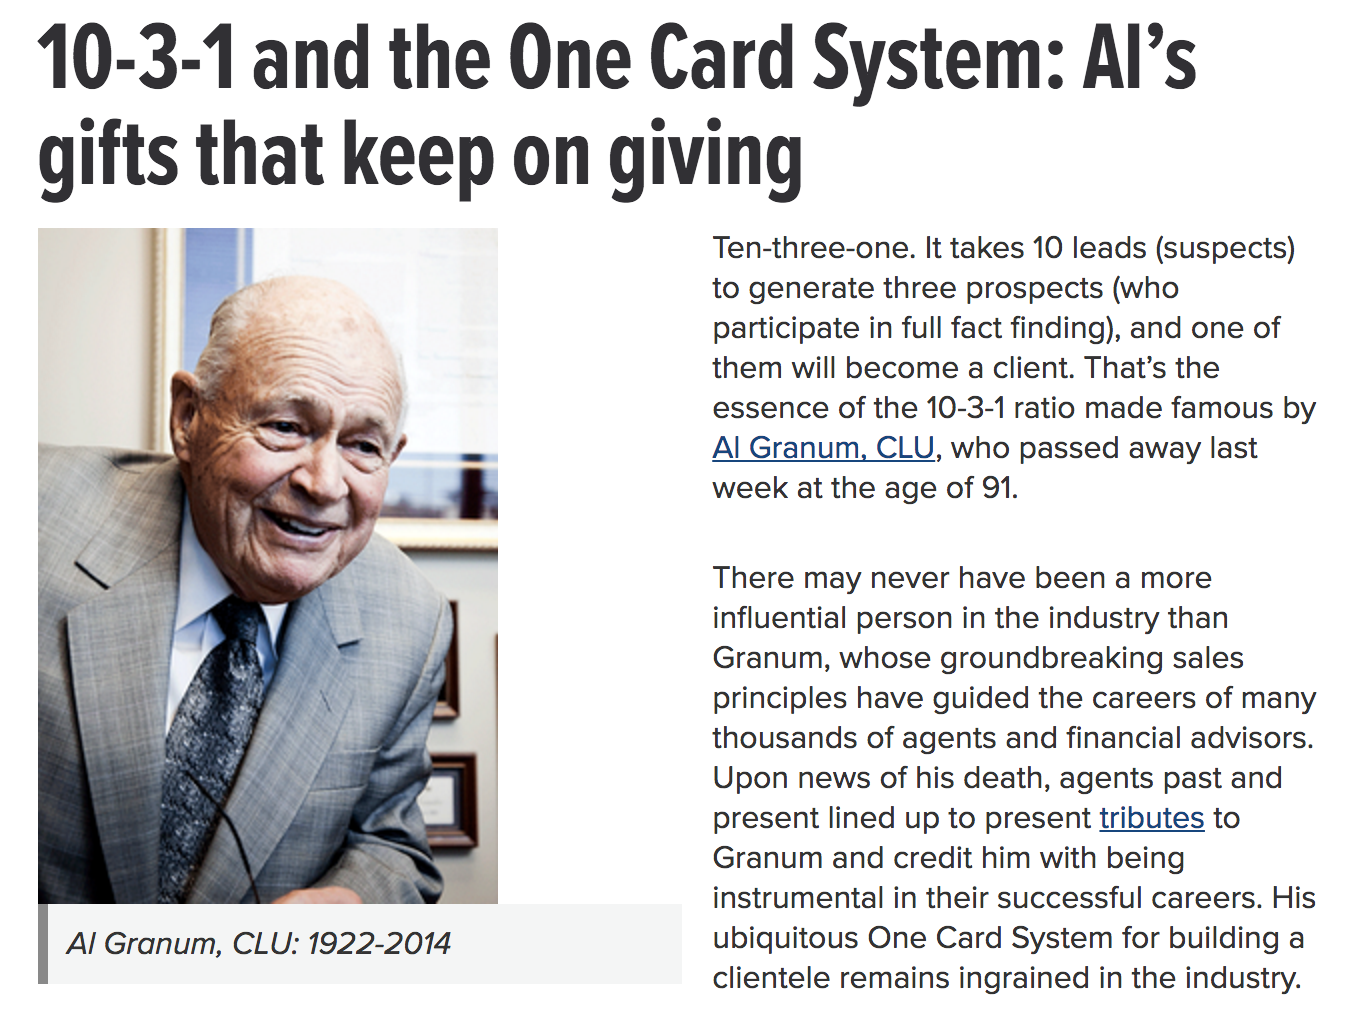 10-3-1 and the One Card System: Al’s
gifts that keep on giving
Ten-three-one. It takes 10 leads (suspects)
to generate three prospects (who
participate in full fact finding), and one of
them will become a client. That’s the
essence of the 10-3-1 ratio made famous by
Al Granum, CLU, who passed away last
week at the age of 91.
There may never have been a more
influential person in the industry than
Granum, whose groundbreaking sales
principles have guided the careers of many
thousands of agents and financial advisors.
Upon news of his death, agents past and
present lined up to present tributes to
Granum and credit him with being
instrumental in their successful careers. His
ubiquitous One Card System for building a
clientele remains ingrained in the industry.
Al Granum, CLU: 1922-2014